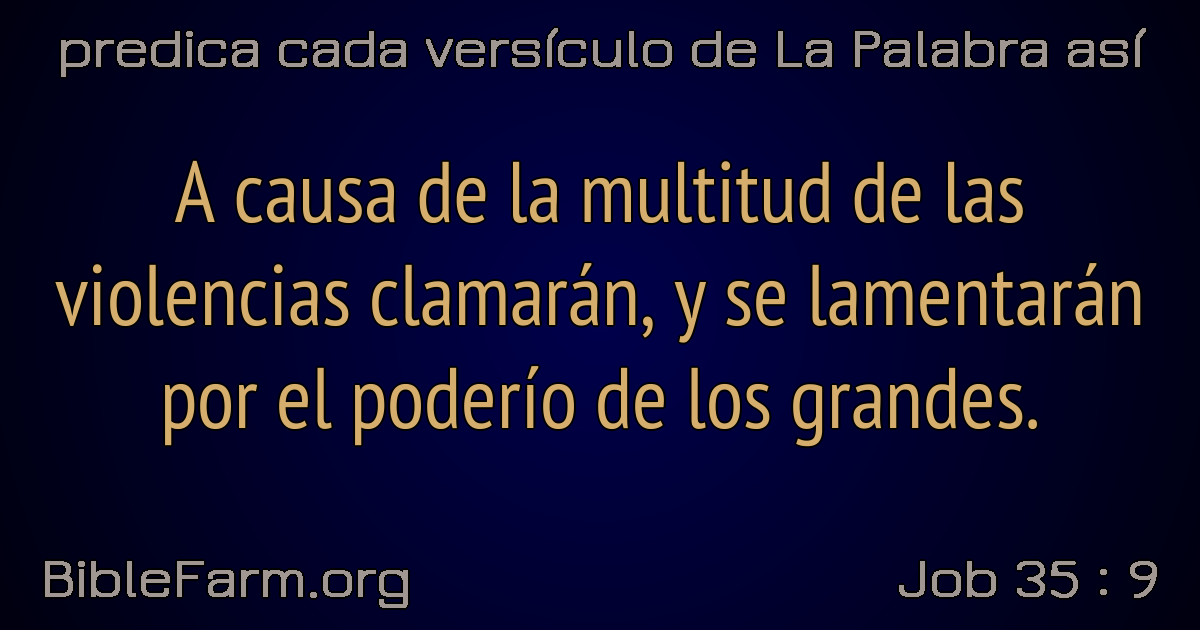 predica cada versículo de La Palabra así
A causa de la multitud de las
violencias clamarán, y se lamentarán
por el poderío de los grandes.
BibleFarm.org
Job 35 : 9